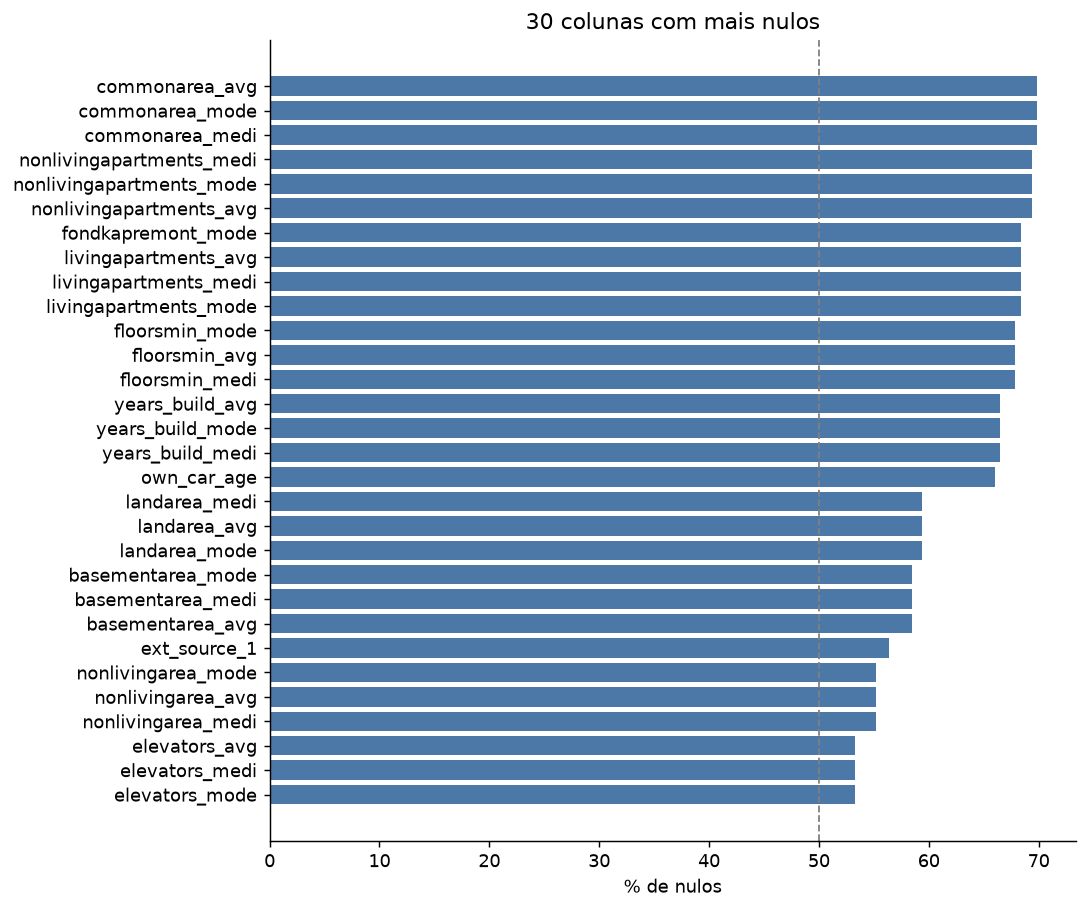 30 colunas com mais nulos
commonarea_avg
commonarea_mode
commonarea_medi
nonlivingapartments_medi
nonlivingapartments_mode
nonlivingapartments_avg
fondkapremont_mode
livingapartments_avg
livingapartments_medi
livingapartments_mode
floorsmin_mode
floorsmin_avg
floorsmin_medi
years_build_avg
years_build_mode
years_build_medi
own_car_age
landarea_medi
landarea_avg
landarea_mode
basementarea_mode
basementarea_medi
basementarea_avg
ext_source_1
nonlivingarea_mode
nonlivingarea_avg
nonlivingarea_medi
elevators_avg
elevators_medi
elevators_mode
0 10 20 30 40 50 60 70
% de nulos